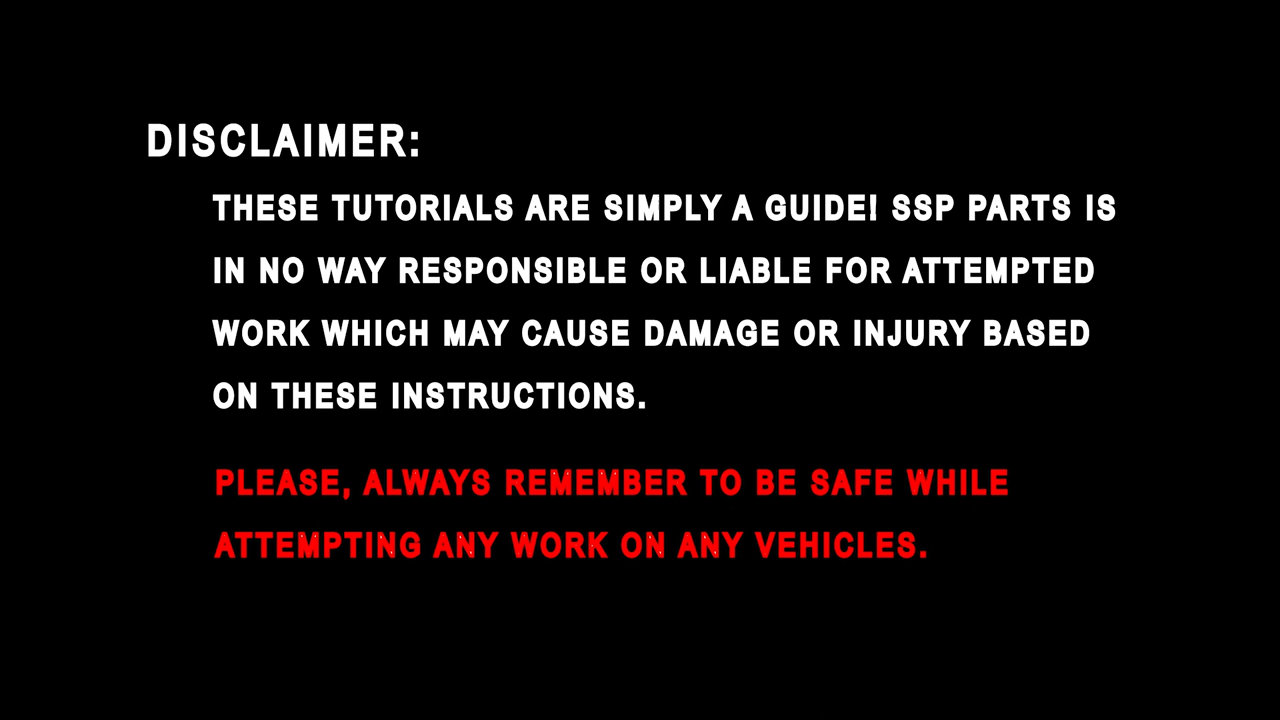 DISCLAIMER:
THESE TUTORIALS ARE SIMPLY A GUIDE! SSP PARTS IS
IN NO WAY RESPONSIBLE OR LIABLE FOR ATTEMPTED
WORK WHICH MAY CAUSE DAMAGE OR INJURY BASED
ON THESE INSTRUCTIONS.
PLEASE, ALWAYS REMEMBER TO BE SAFE WHILE
ATTEMPTING ANY WORK ON ANY VEHICLES.